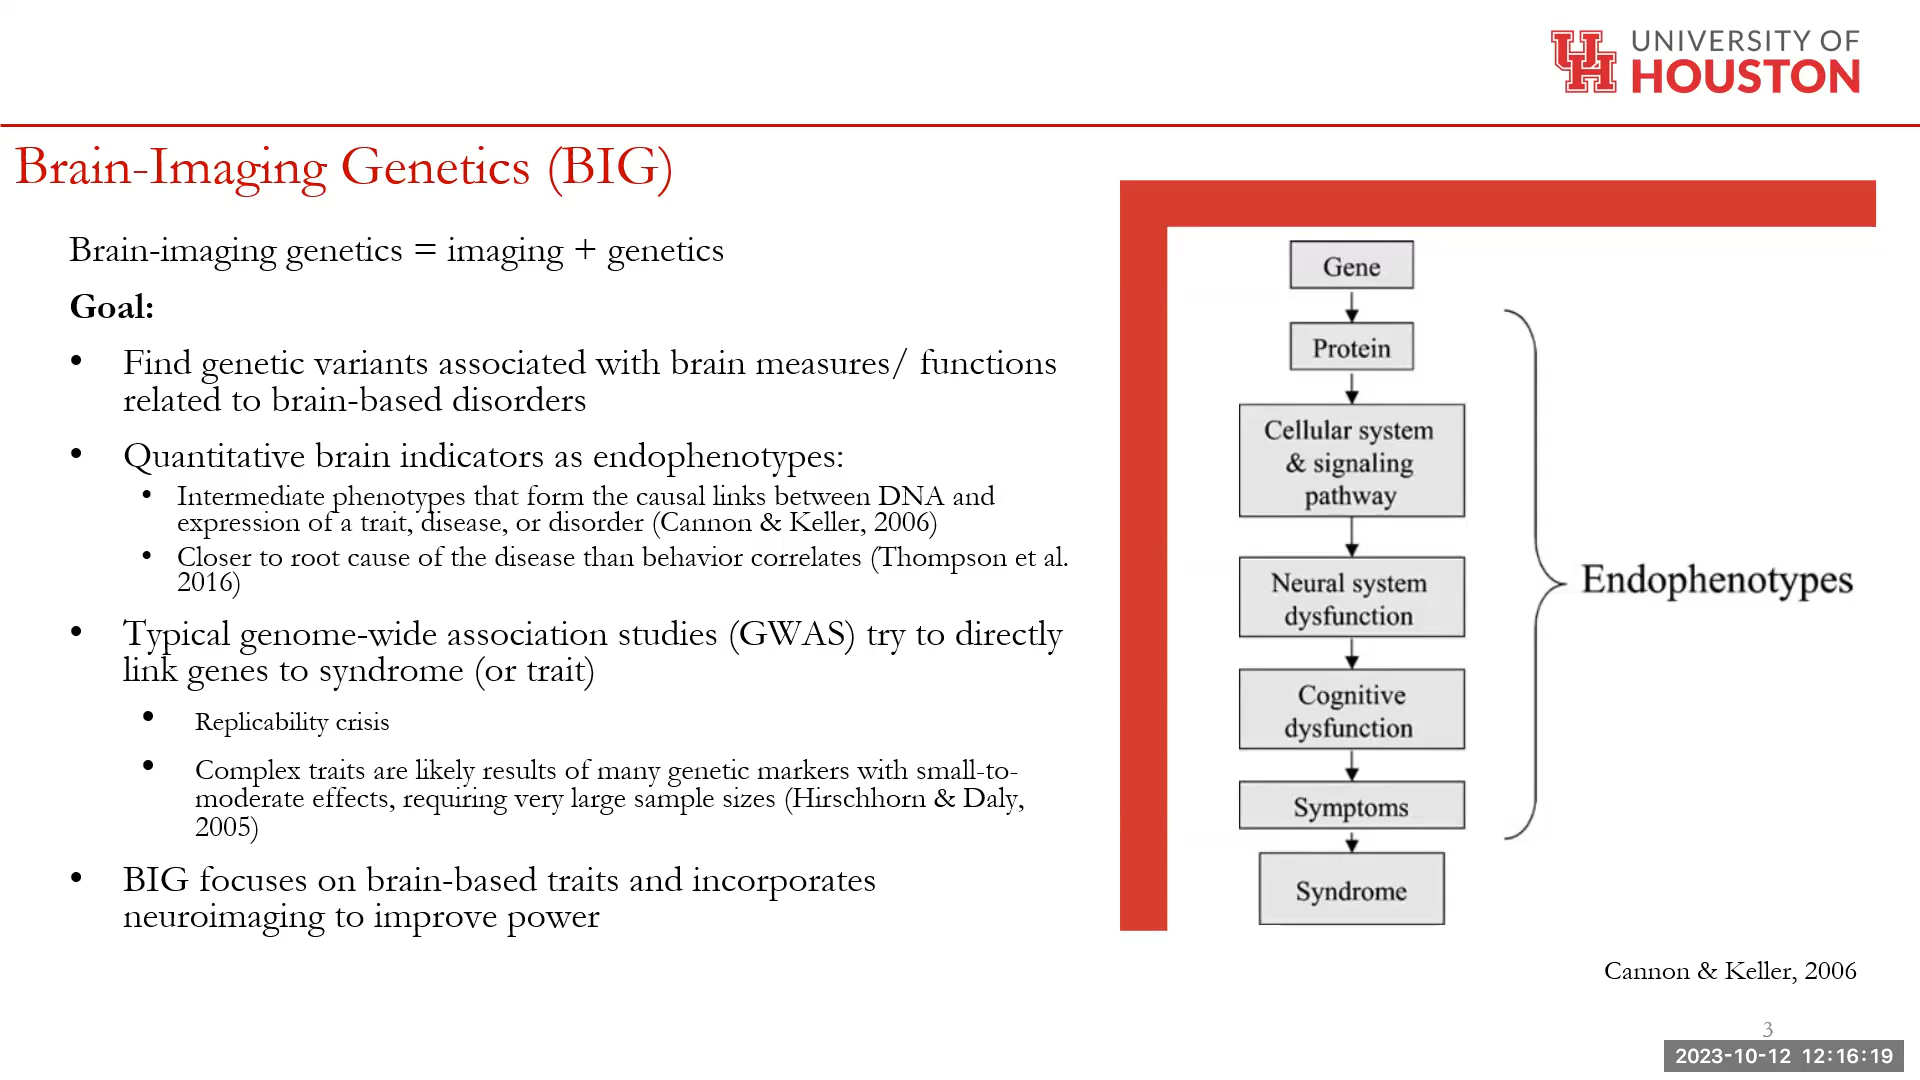 UNIVERSITY OF
HOUSTON
Brain-Imaging Genetics (BIG)
Brain-imaging genetics = imaging + genetics
Goal:
• Find genetic variants associated with brain measures/ functions
related to brain-based disorders
• Quantitative brain indicators as endophenotypes:
• Intermediate phenotypes that form the causal links between DNA and
expression of a trait, disease, or disorder (Cannon & Keller, 2006)
• Closer to root cause of the disease than behavior correlates (Thompson et al.
2016)
• Typical genome-wide association studies (GWAS) try to directly
link genes to syndrome (or trait)
• Replicability crisis
• Complex traits are likely results of many genetic markers with small-to-
moderate effects, requiring very large sample sizes (Hirschhorn & Daly,
2005)
• BIG focuses on brain-based traits and incorporates
neuroimaging to improve power
Gene
Protein
Cellular system
& signaling
pathway
Neural system
dysfunction
Cognitive
dysfunction
Symptoms
Syndrome
Endophenotypes
Cannon & Keller, 2006
3
2023-10-12 12:16:19